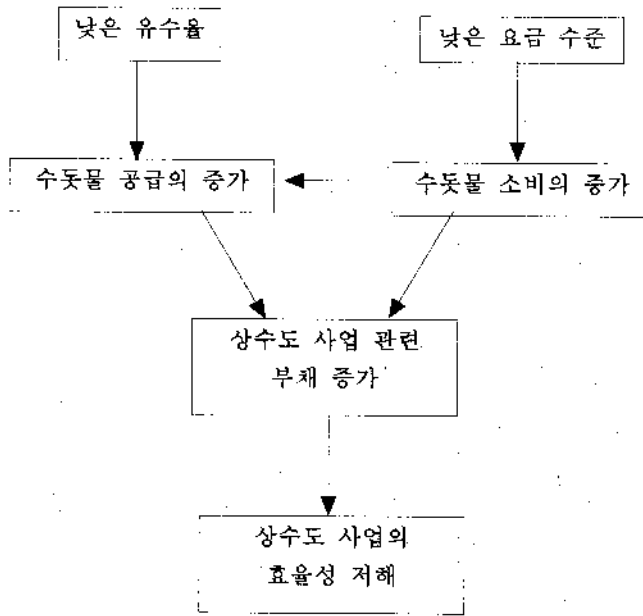 낮은 유수율
낮은 요금 수준
수돗물 공급의 증가
수돗물 소비의 증가
상수도 사업 관련
부채 증가
상수도 사업의
효율성 저해